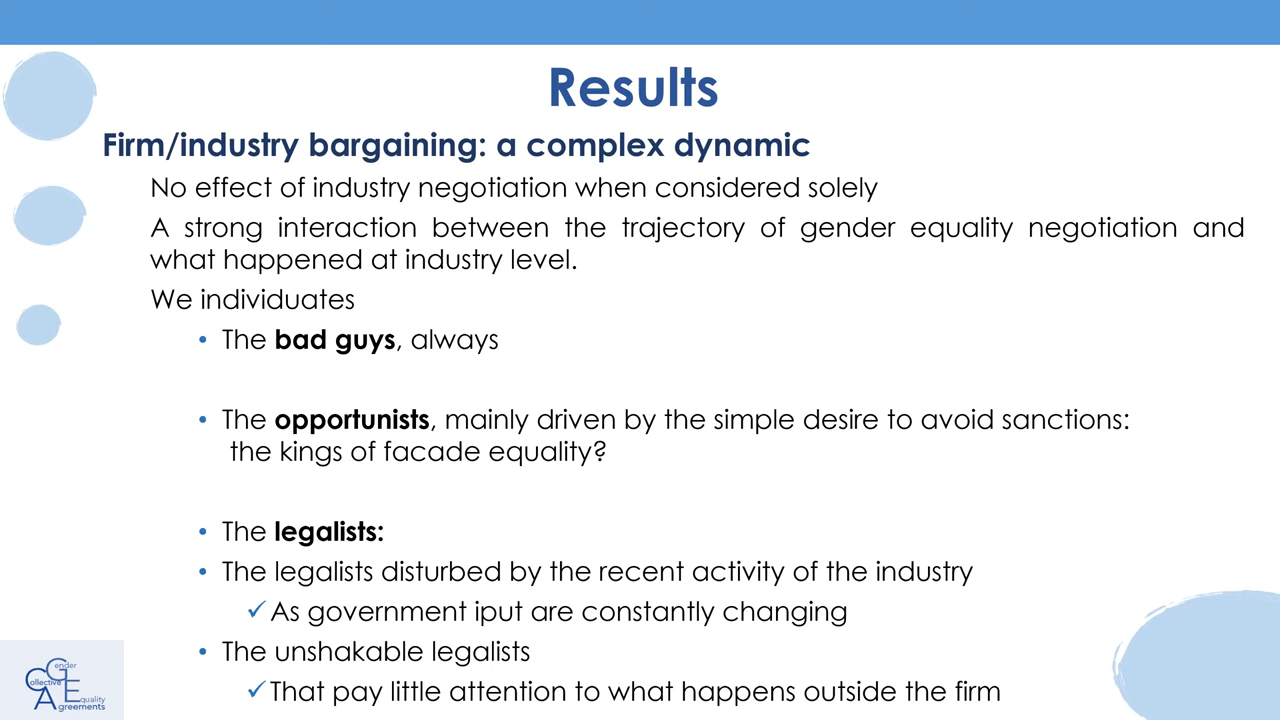 Results
Firm/industry bargaining: a complex dynamic
No effect of industry negotiation when considered solely
A strong interaction between the trajectory of gender equality negotiation and
what happened at industry level.
We individuates
• The bad guys, always
• The opportunists, mainly driven by the simple desire to avoid sanctions:
the kings of facade equality?
• The legalists:
• The legalists disturbed by the recent activity of the industry
✓As government iput are constantly changing
• The unshakable legalists
✓That pay little attention to what happens outside the firm
Gender
Collective
Equality
Agreements